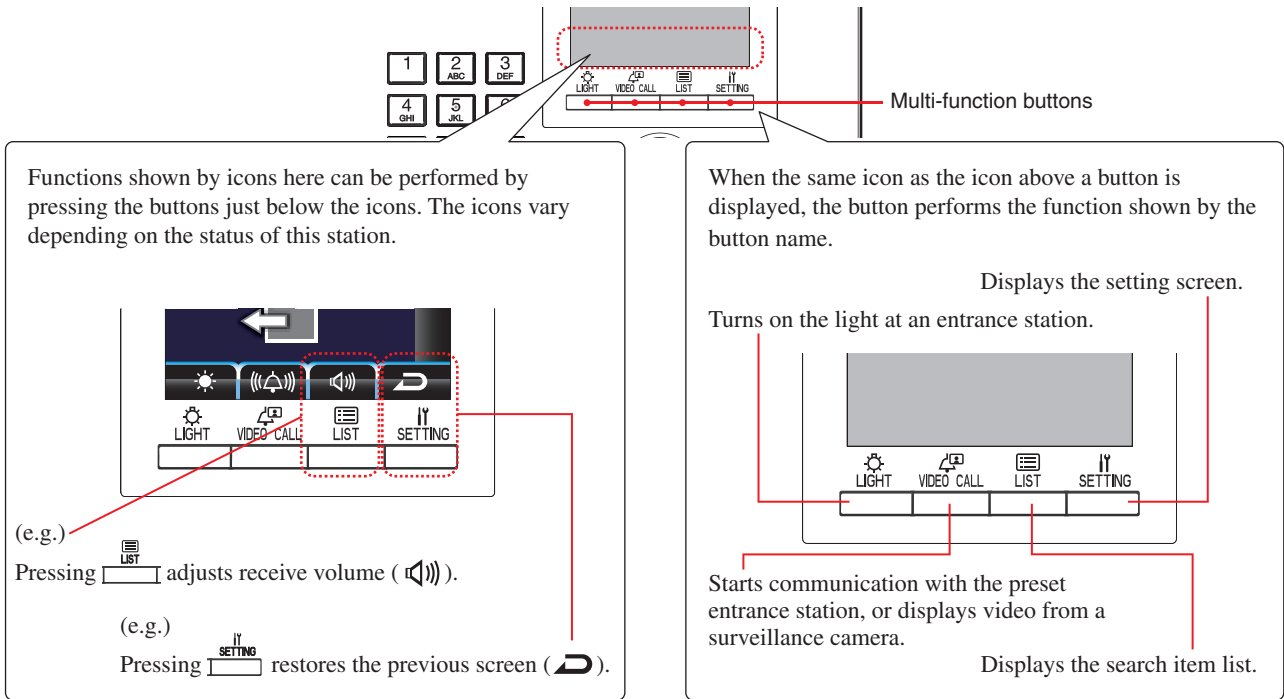 1
2
ABC
3
DEF
4
GHI
5
JKL
LIGHT
VIDEO CALL
LIST
SETTING
Multi-function buttons
Functions shown by icons here can be performed by
pressing the buttons just below the icons. The icons vary
depending on the status of this station.
LIGHT
VIDEO CALL
LIST
SETTING
(e.g.)
LIST
Pressing adjusts receive volume ( ).
(e.g.)
SETTING
Pressing restores the previous screen ( ).
When the same icon as the icon above a button is
displayed, the button performs the function shown by the
button name.
Displays the setting screen.
Turns on the light at an entrance station.
LIGHT
VIDEO CALL
LIST
SETTING
Starts communication with the preset
entrance station, or displays video from a
surveillance camera.
Displays the search item list.